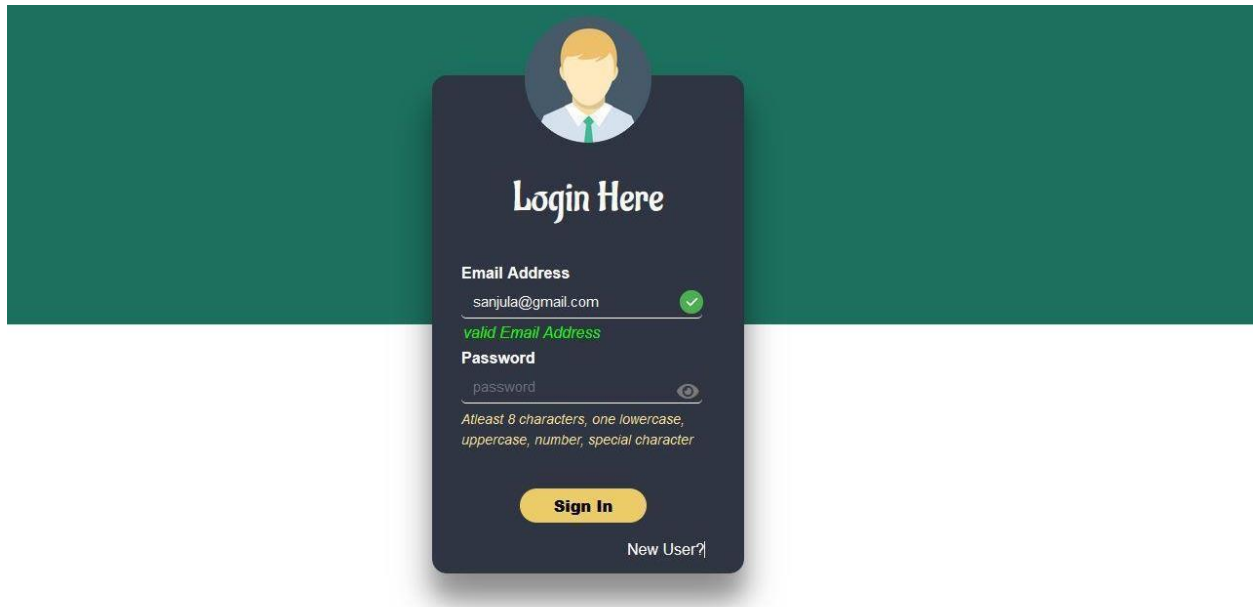 Login Here
Email Address
sanjula@gmail.com
valid Email Address
Password
password
Atleast 8 characters, one lowercase,
uppercase, number, special character
Sign In
New User?